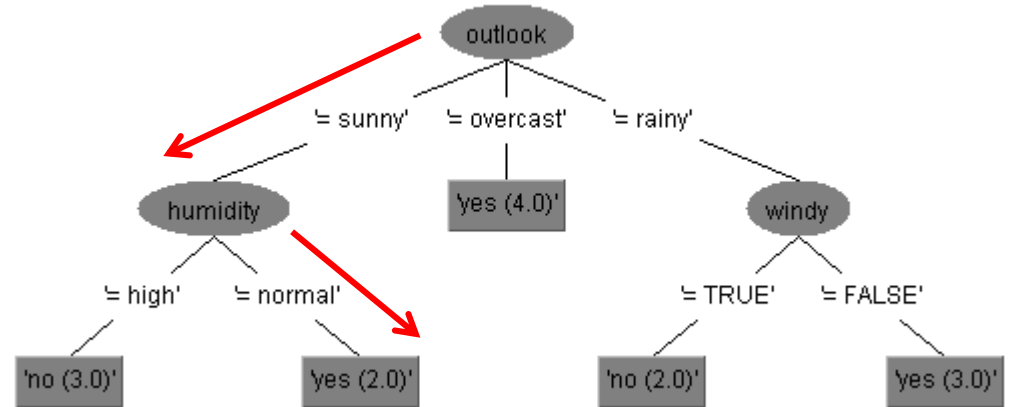 outlook
'= sunny' '= overcast' '= rainy'
humidity 'yes (4.0)' windy
'= high' '= normal' '= TRUE' '= FALSE'
'no (3.0)' 'yes (2.0)' 'no (2.0)' 'yes (3.0)'